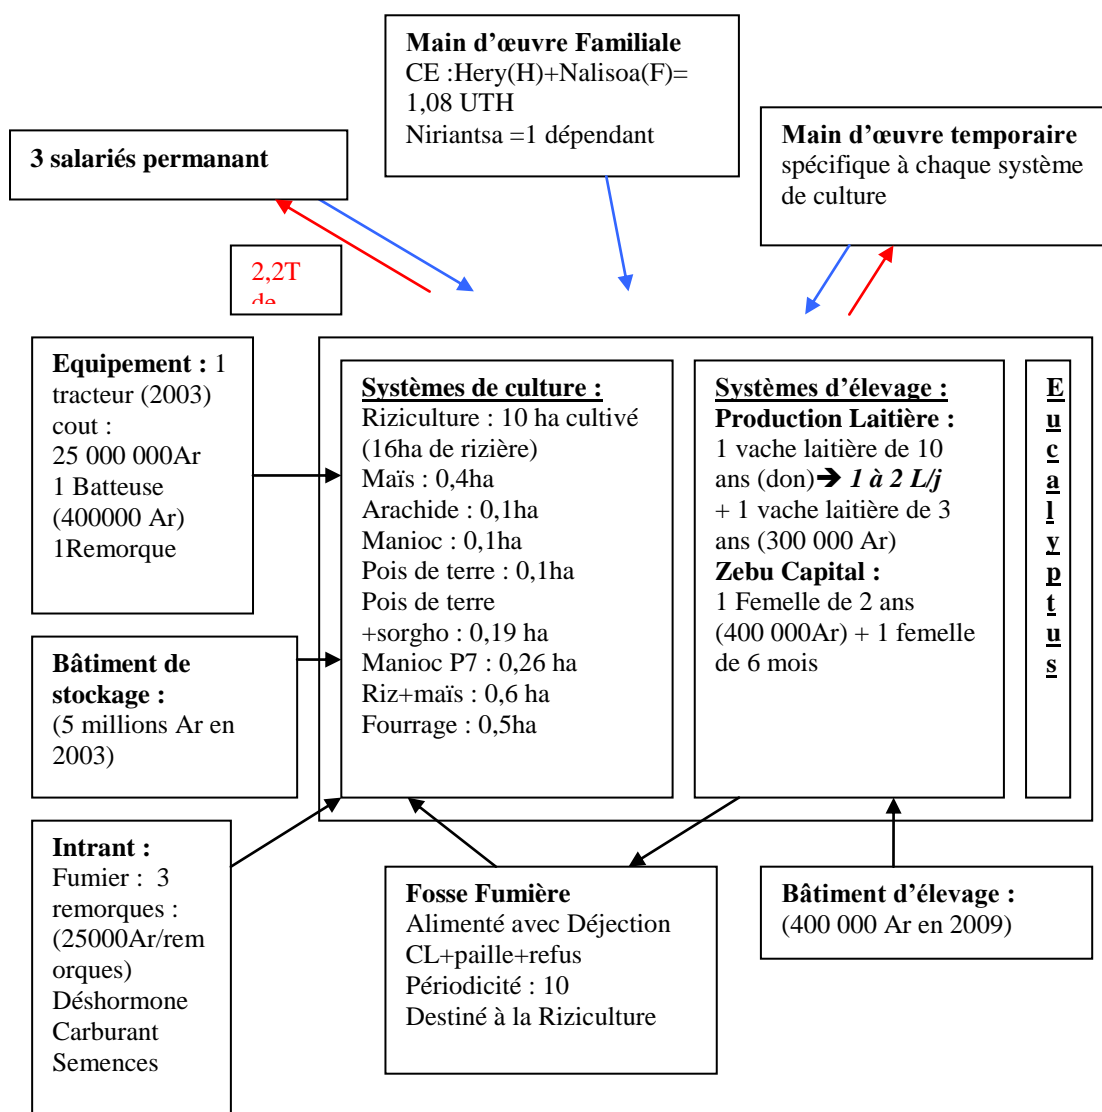 Main d’œuvre Familiale
CE :Hery(H)+Nalisoa(F)=
1,08 UTH
Niriantsa =1 dépendant
3 salariés permanant
Main d’œuvre temporaire
spécifique à chaque système
de culture
2,2T
de
Equipement : 1
tracteur (2003)
cout :
25 000 000Ar
1 Batteuse
(400000 Ar)
1Remorque
Systèmes de culture :
Riziculture : 10 ha cultivé
(16ha de rizière)
Maïs : 0,4ha
Arachide : 0,1ha
Manioc : 0,1ha
Pois de terre : 0,1ha
Pois de terre
+sorgho : 0,19 ha
Manioc P7 : 0,26 ha
Riz+maïs : 0,6 ha
Fourrage : 0,5ha
Systèmes d’élevage :
Production Laitière :
1 vache laitière de 10
ans (don)➔ 1 à 2 L/j
+ 1 vache laitière de 3
ans (300 000 Ar)
Zebu Capital :
1 Femelle de 2 ans
(400 000Ar) + 1 femelle
de 6 mois
E
u
c
a
l
y
p
t
u
s
Bâtiment de
stockage :
(5 millions Ar en
2003)
Intrant :
Fumier : 3
remorques :
(25000Ar/rem
orques)
Déshormone
Carburant
Semences
Fosse Fumière
Alimenté avec Déjection
CL+paille+refus
Périodicité : 10
Destiné à la Riziculture
Bâtiment d’élevage :
(400 000 Ar en 2009)